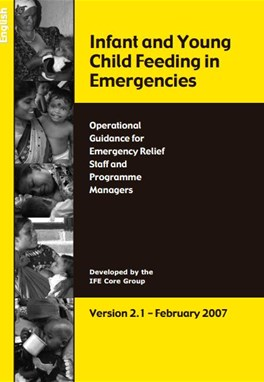 English
Infant and Young
Child Feeding in
Emergencies
Operational
Guidance for
Emergency Relief
Staff and
Programme
Managers
Developed by the
IFE Core Group
Version 2.1 – February 2007